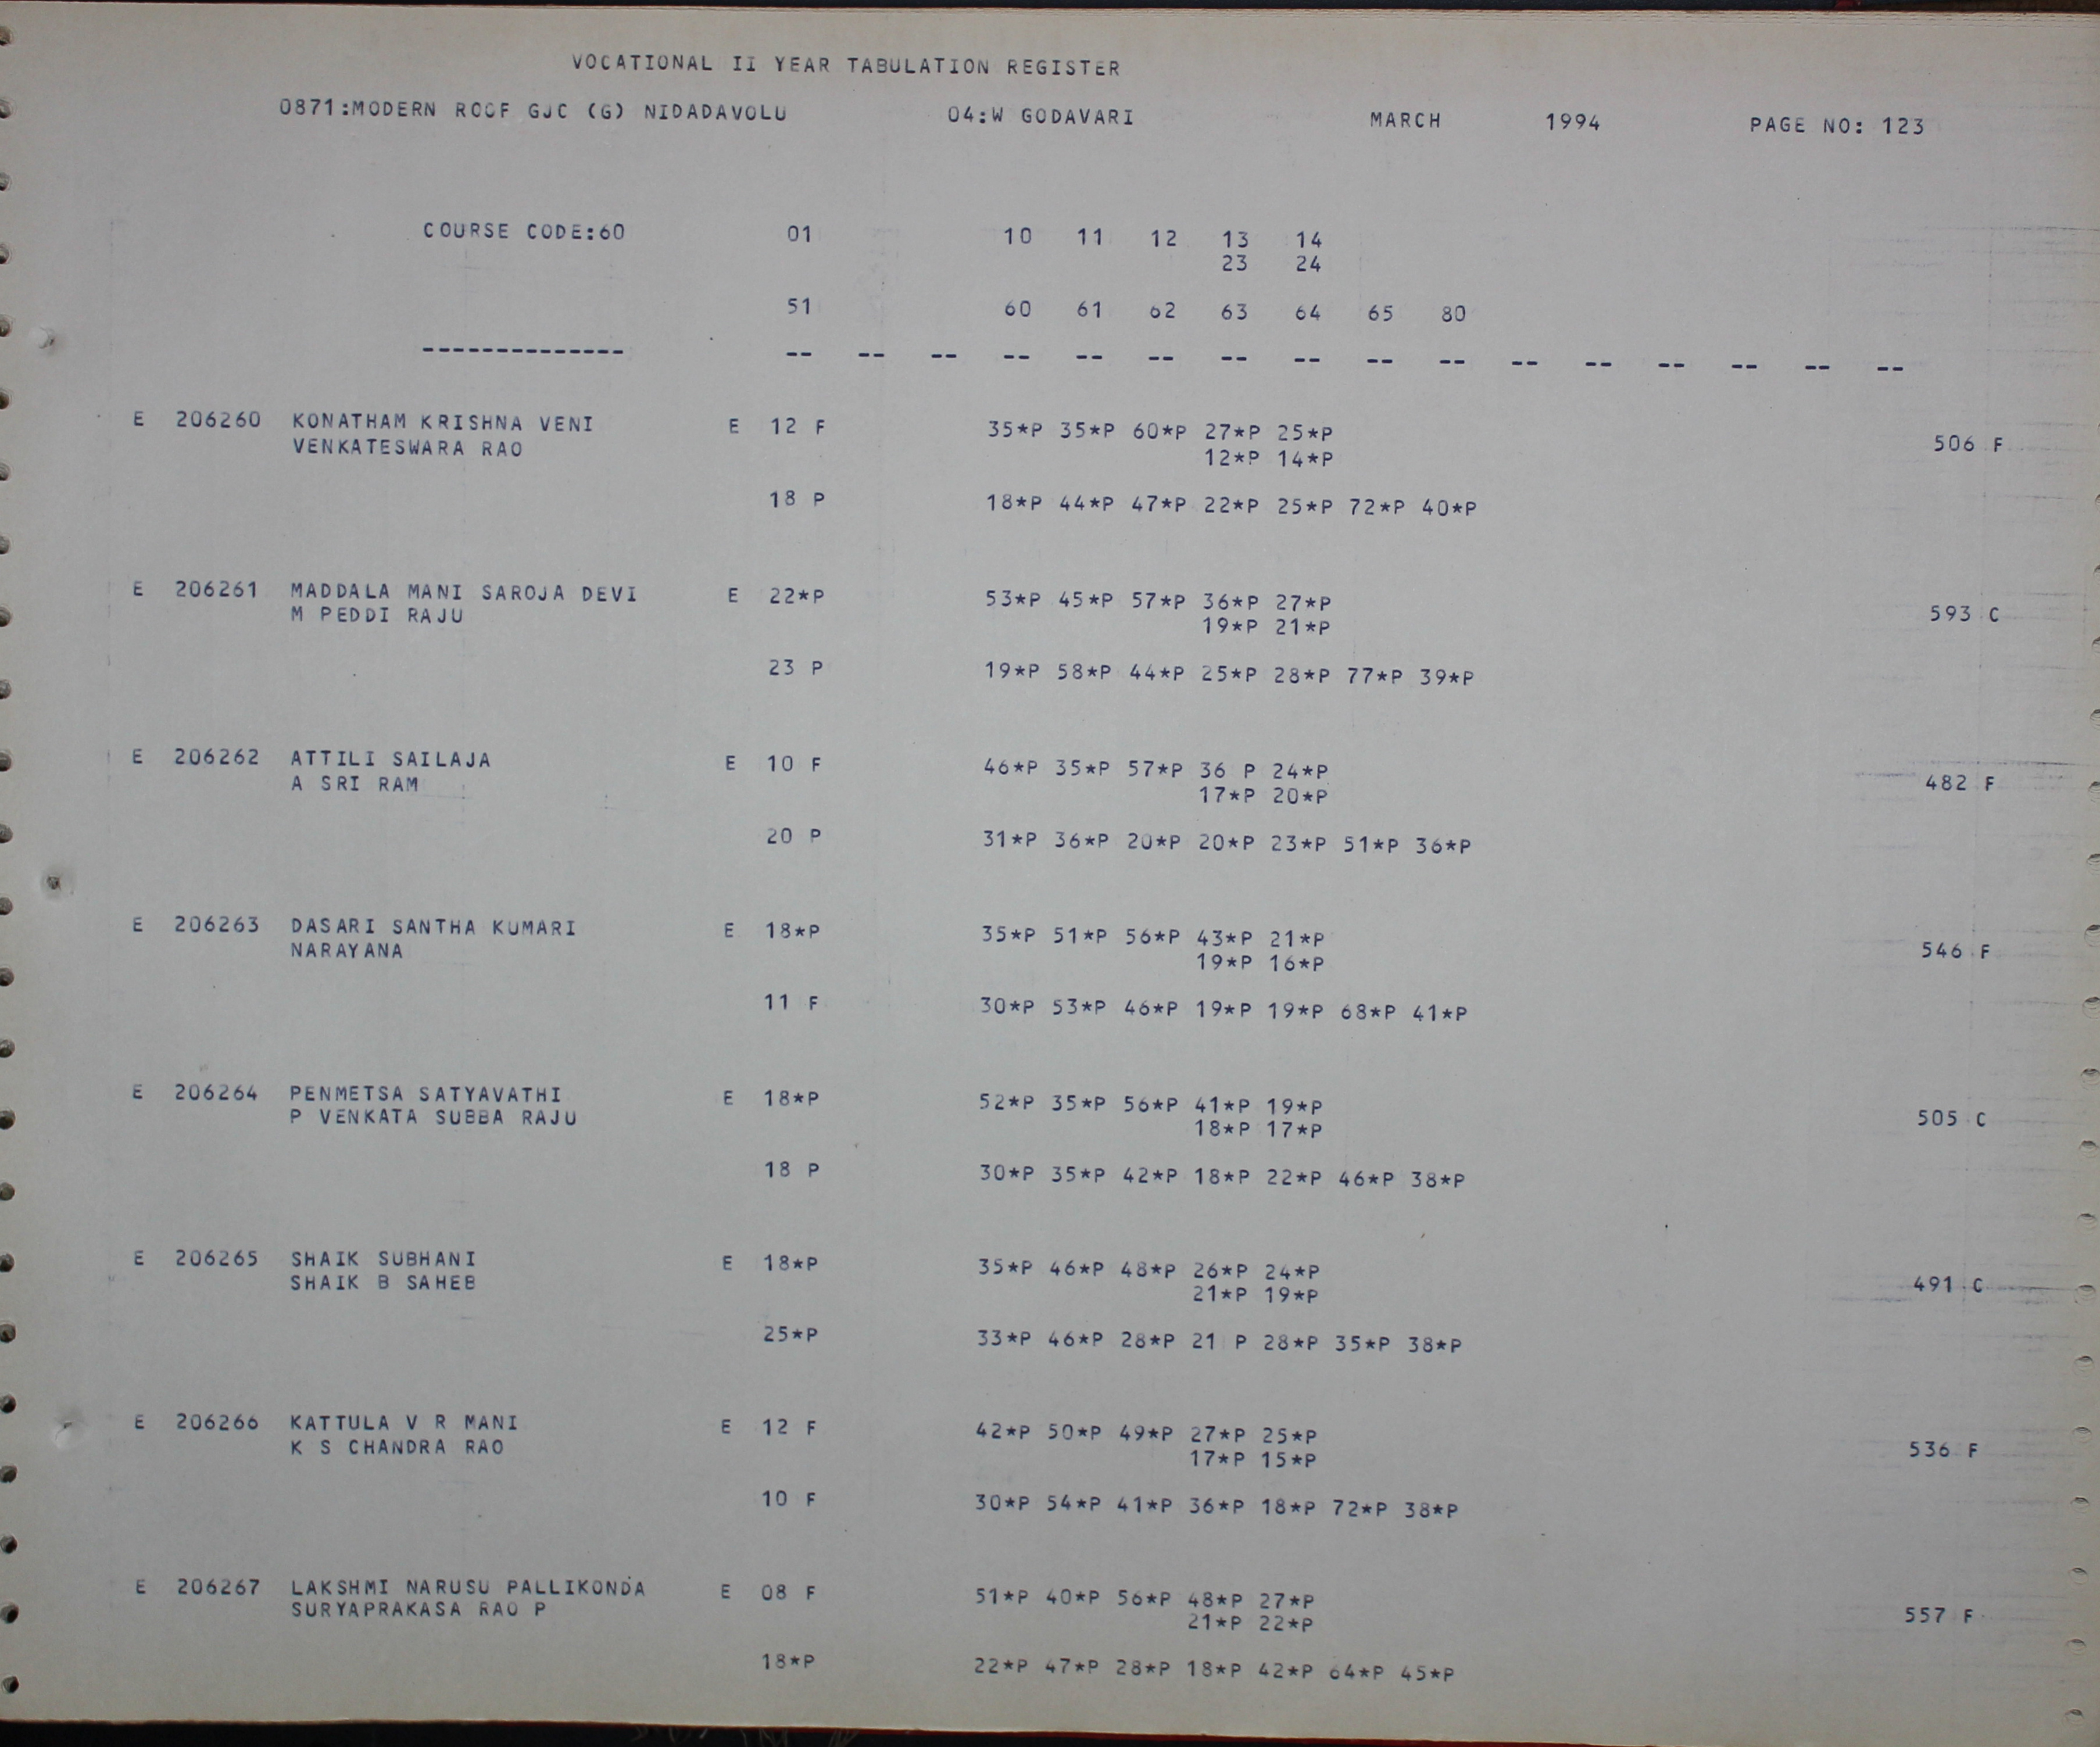 VOCATIONAL II YEAR TABULATION REGISTER
0871:MODERN ROOF GJC (G) NIDADAVOLU 04:W GODAVARI MARCH 1994 PAGE NO: 123
COURSE CODE:60 01 10 11 12 13 14
23 24
51 60 61 62 63 64 65 80
-------------- -- -- -- -- -- -- -- -- -- -- -- -- -- -- -- --
E 206260 KONATHAM KRISHNA VENI E 12 F 35*P 35*P 60*P 27*P 25*P
VENKATESWARA RAO 12*P 14*P 506 F
18 P 18*P 44*P 47*P 22*P 25*P 72*P 40*P
E 206261 MADDALA MANI SAROJA DEVI E 22*P 53*P 45*P 57*P 36*P 27*P
M PEDDI RAJU 19*P 21*P 593 C
23 P 19*P 58*P 44*P 25*P 28*P 77*P 39*P
E 206262 ATTILI SAILAJA E 10 F 46*P 35*P 57*P 36 P 24*P
A SRI RAM 17*P 20*P 482 F
20 P 31*P 36*P 20*P 20*P 23*P 51*P 36*P
E 206263 DASARI SANTHA KUMARI E 18*P 35*P 51*P 56*P 43*P 21*P
NARAYANA 19*P 16*P 546 F
11 F 30*P 53*P 46*P 19*P 19*P 68*P 41*P
E 206264 PENMETSA SATYAVATHI E 18*P 52*P 35*P 56*P 41*P 19*P
P VENKATA SUBBA RAJU 18*P 17*P 505 C
18 P 30*P 35*P 42*P 18*P 22*P 46*P 38*P
E 206265 SHAIK SUBHANI E 18*P 35*P 46*P 48*P 26*P 24*P
SHAIK B SAHEB 21*P 19*P 491 C
25*P 33*P 46*P 28*P 21 P 28*P 35*P 38*P
E 206266 KATTULA V R MANI E 12 F 42*P 50*P 49*P 27*P 25*P
K S CHANDRA RAO 17*P 15*P 536 F
10 F 30*P 54*P 41*P 36*P 18*P 72*P 38*P
E 206267 LAKSHMI NARUSU PALLIKONDA E 08 F 51*P 40*P 56*P 48*P 27*P
SURYAPRAKASA RAO P 21*P 22*P 557 F
18*P 22*P 47*P 28*P 18*P 42*P 64*P 45*P